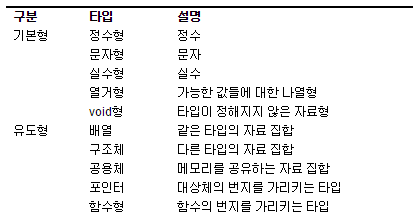 구분 타입 설명
기본형 정수형 정수
문자형 문자
실수형 실수
열거형 가능한 값들에 대한 나열형
void형 타입이 정해지지 않은 자료형
유도형 배열 같은 타입의 자료 집합
구조체 다른 타입의 자료 집합
공용체 메모리를 공유하는 자료 집합
포인터 대상체의 번지를 가리키는 타입
함수형 함수의 번지를 가리키는 타입